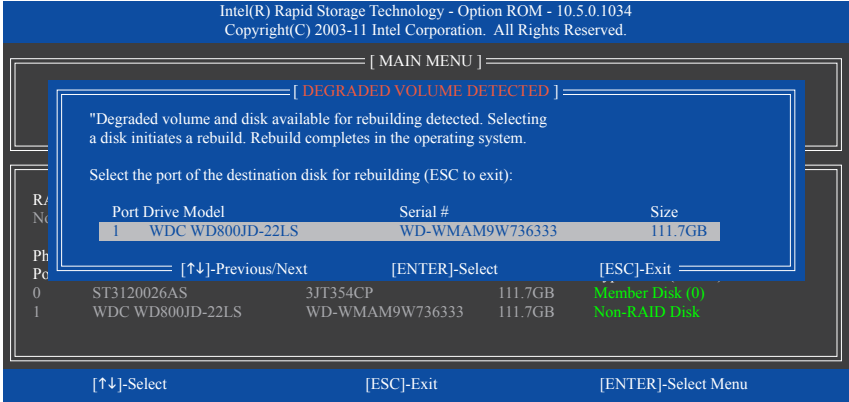 Intel(R) Rapid Storage Technology - Option ROM - 10.5.0.1034
Copyright(C) 2003-11 Intel Corporation.  All Rights Reserved.
[ MAIN MENU ]
[ DEGRADED VOLUME DETECTED ]
"Degraded volume and disk available for rebuilding detected. Selecting
a disk initiates a rebuild. Rebuild completes in the operating system.
Select the port of the destination disk for rebuilding (ESC to exit):
Port Drive Model Serial # Size
1 WDC WD800JD-22LS WD-WMAM9W736333 111.7GB
[↑↓]-Previous/Next [ENTER]-Select [ESC]-Exit
0 ST3120026AS 3JT354CP 111.7GB Member Disk (0)
1 WDC WD800JD-22LS WD-WMAM9W736333 111.7GB Non-RAID Disk
[↑↓]-Select [ESC]-Exit [ENTER]-Select Menu